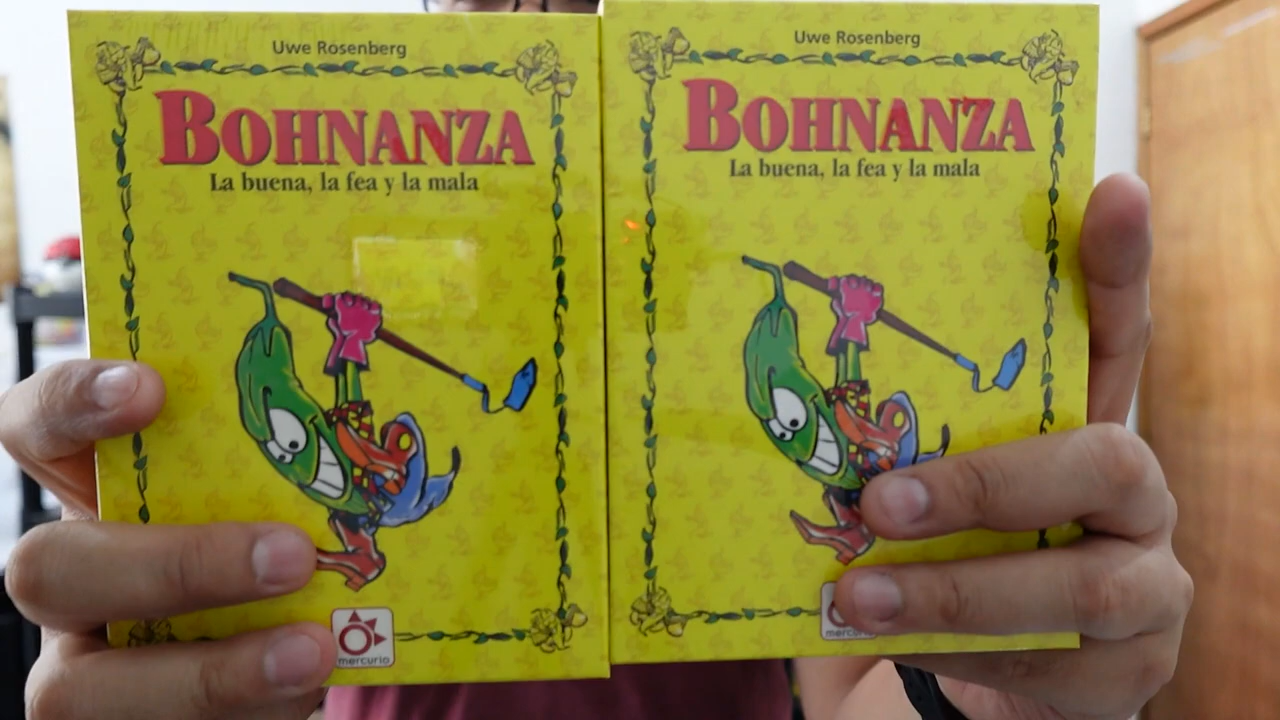 Uwe Rosenberg
BOHNANZA
La buena, la fea y la mala
mercurio
Uwe Rosenberg
BOHNANZA
La buena, la fea y la mala